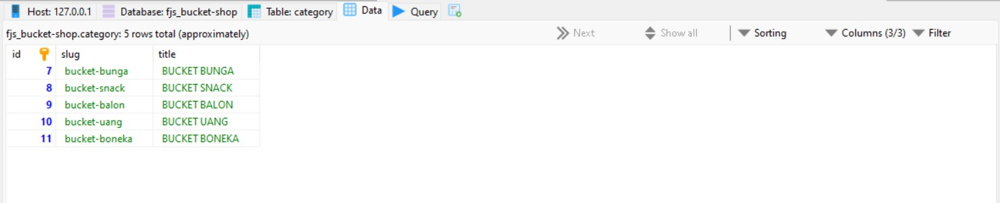 Host: 127.0.0.1 Database: fjs_bucket-shop Table: category Data Query
fjs_bucket-shop.category: 5 rows total (approximately) Next Show all Sorting Columns (3/3) Filter
id slug title
7 bucket-bunga BUCKET BUNGA
8 bucket-snack BUCKET SNACK
9 bucket-balon BUCKET BALON
10 bucket-uang BUCKET UANG
11 bucket-boneka BUCKET BONEKA